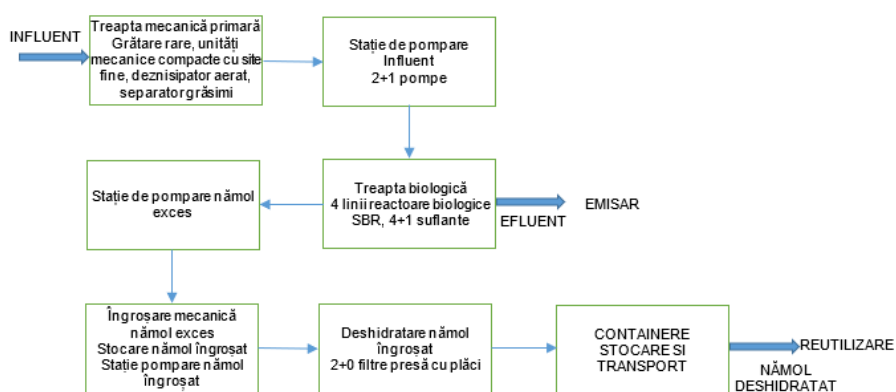 INFLUENT
Treapta mecanică primară
Grătare rare, unități
mecanice compacte cu site
fine, deznisipator aerat,
separator grăsimi
Stație de pompare
Influent
2+1 pompe
Stație de pompare nămol
exces
Treapta biologică
4 linii reactoare biologice
SBR, 4+1 suflante
EFLUENT
EMISAR
Îngroșare mecanică
nămol exces
Stocare nămol îngroșat
Stație pompare nămol
îngroșat
Deshidratare nămol
îngroșat
2+0 filtre presă cu plăci
CONTAINERE
STOCARE SI
TRANSPORT
REUTILIZARE
NĂMOL
DESHIDRATAT